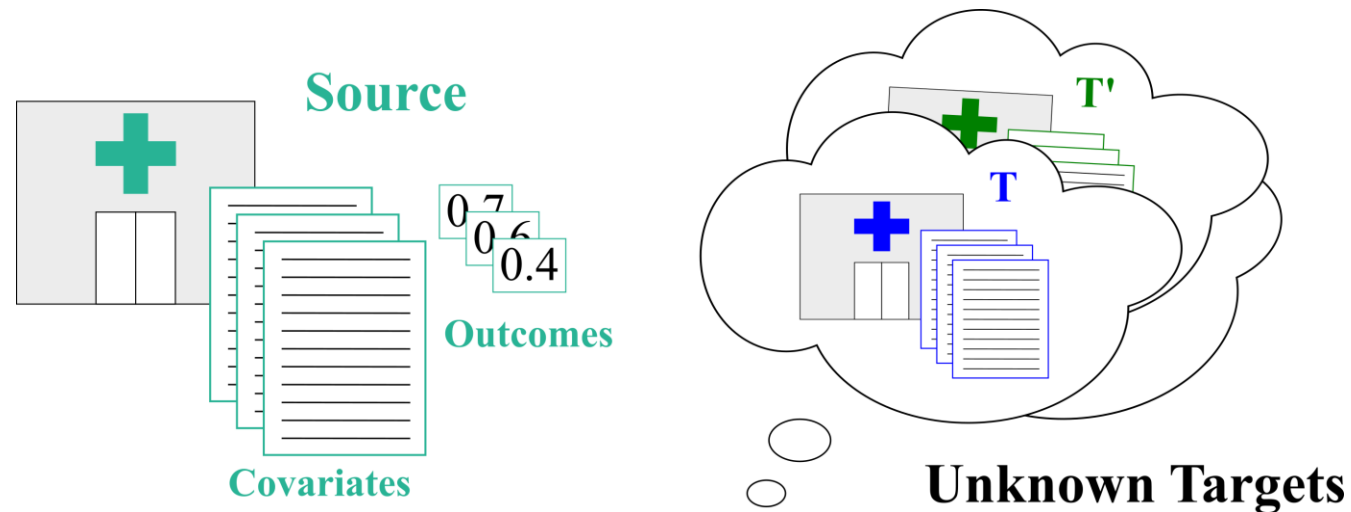 Source
0.7
0.6
0.4
Outcomes
Covariates
T'
T
Unknown Targets